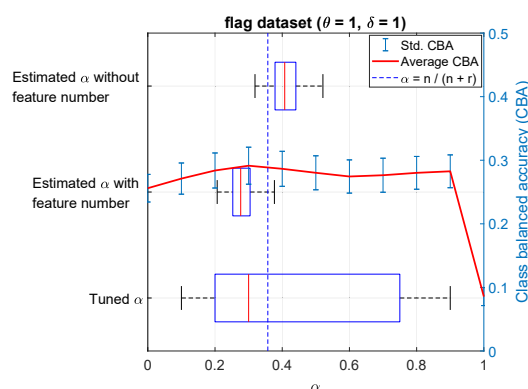 flag dataset (θ = 1, δ = 1)
Std. CBA
Average CBA
α = n / (n + r)
Estimated α without
feature number
Estimated α with
feature number
Tuned α
0.5
0.4
0.3
0.2
0.1
0
Class balanced accuracy (CBA)
0 0.2 0.4 0.6 0.8 1
α